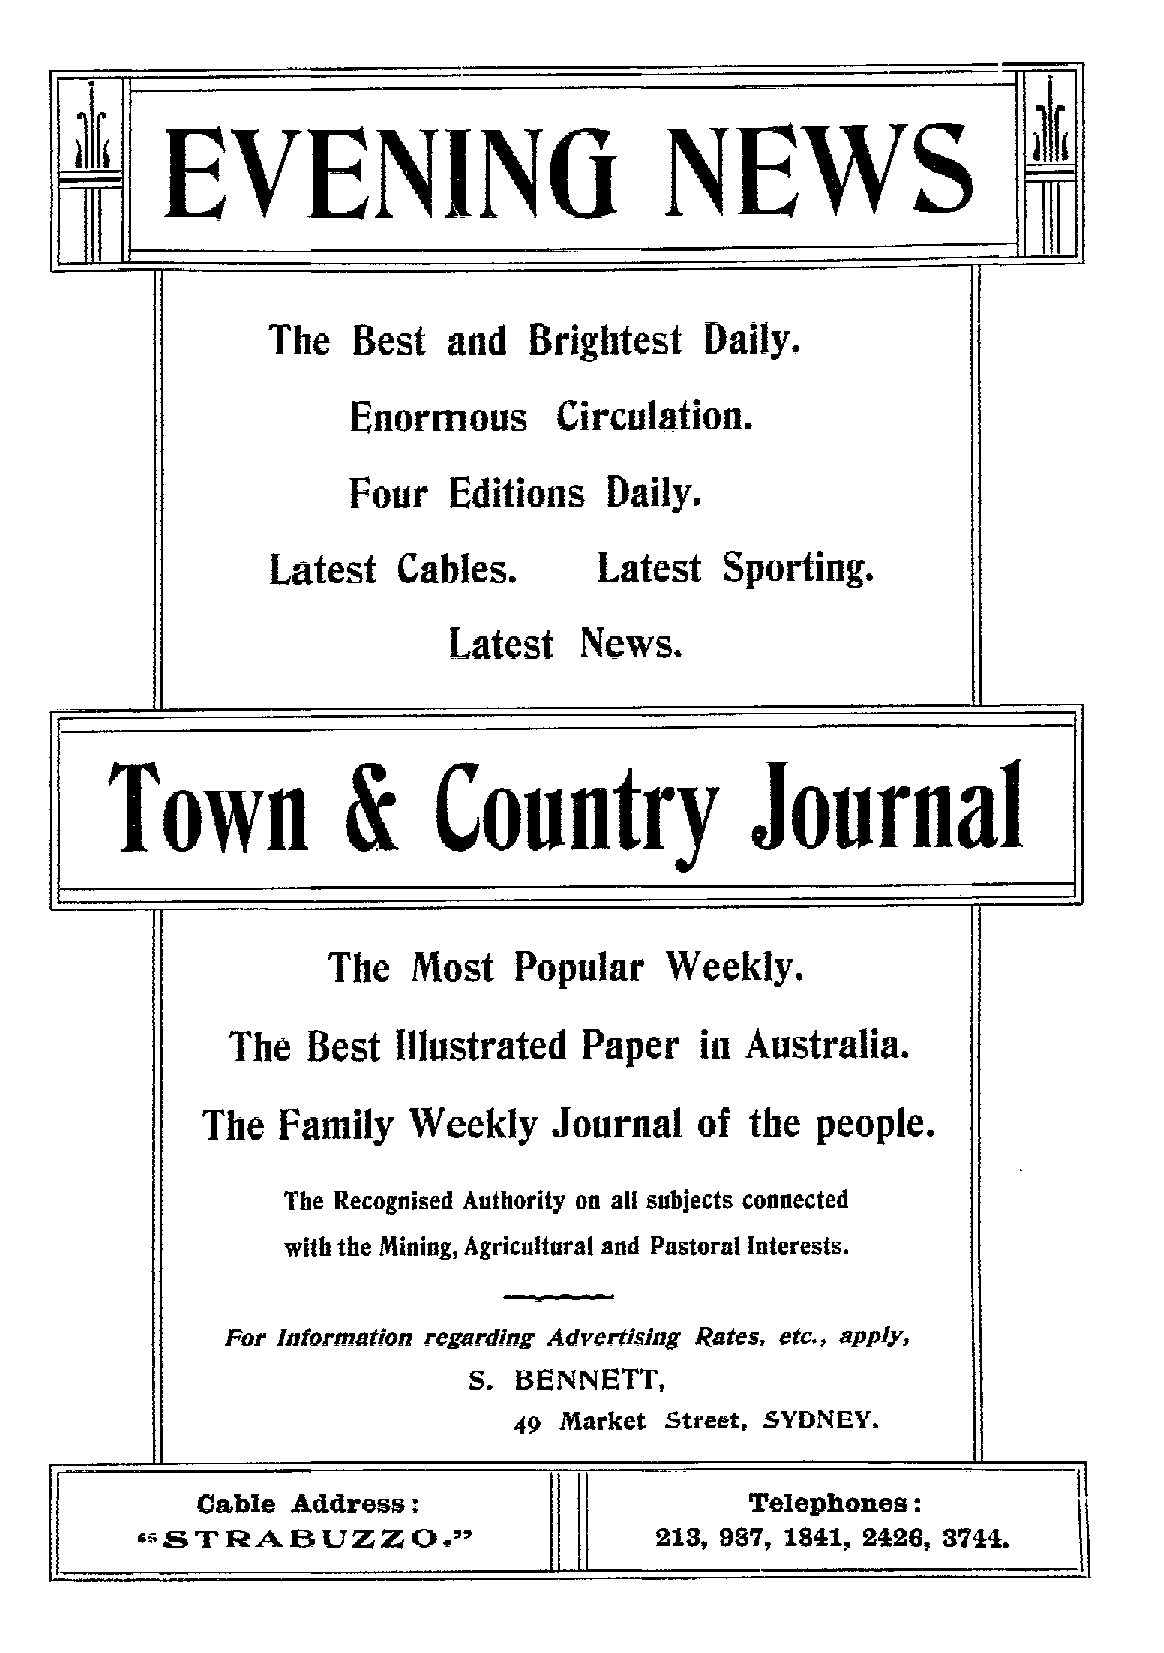 EVENING NEWS
The Best and Brightest Daily.
Enormous Circulation.
Four Editions Daily.
Latest Cables. Latest Sporting.
Latest News.
Town & Country Journal
The Most Popular Weekly.
The Best Illustrated Paper in Australia.
The Family Weekly Journal of the people.
The Recognised Authority on all subjects connected
with the Mining, Agricultural and Pastoral Interests.
For Information regarding Advertising Rates, etc., apply,
S. BENNETT,
49 Market Street, SYDNEY.
Cable Address:
“STRABUZZO.”
Telephones:
213, 987, 1841, 2426, 3744.